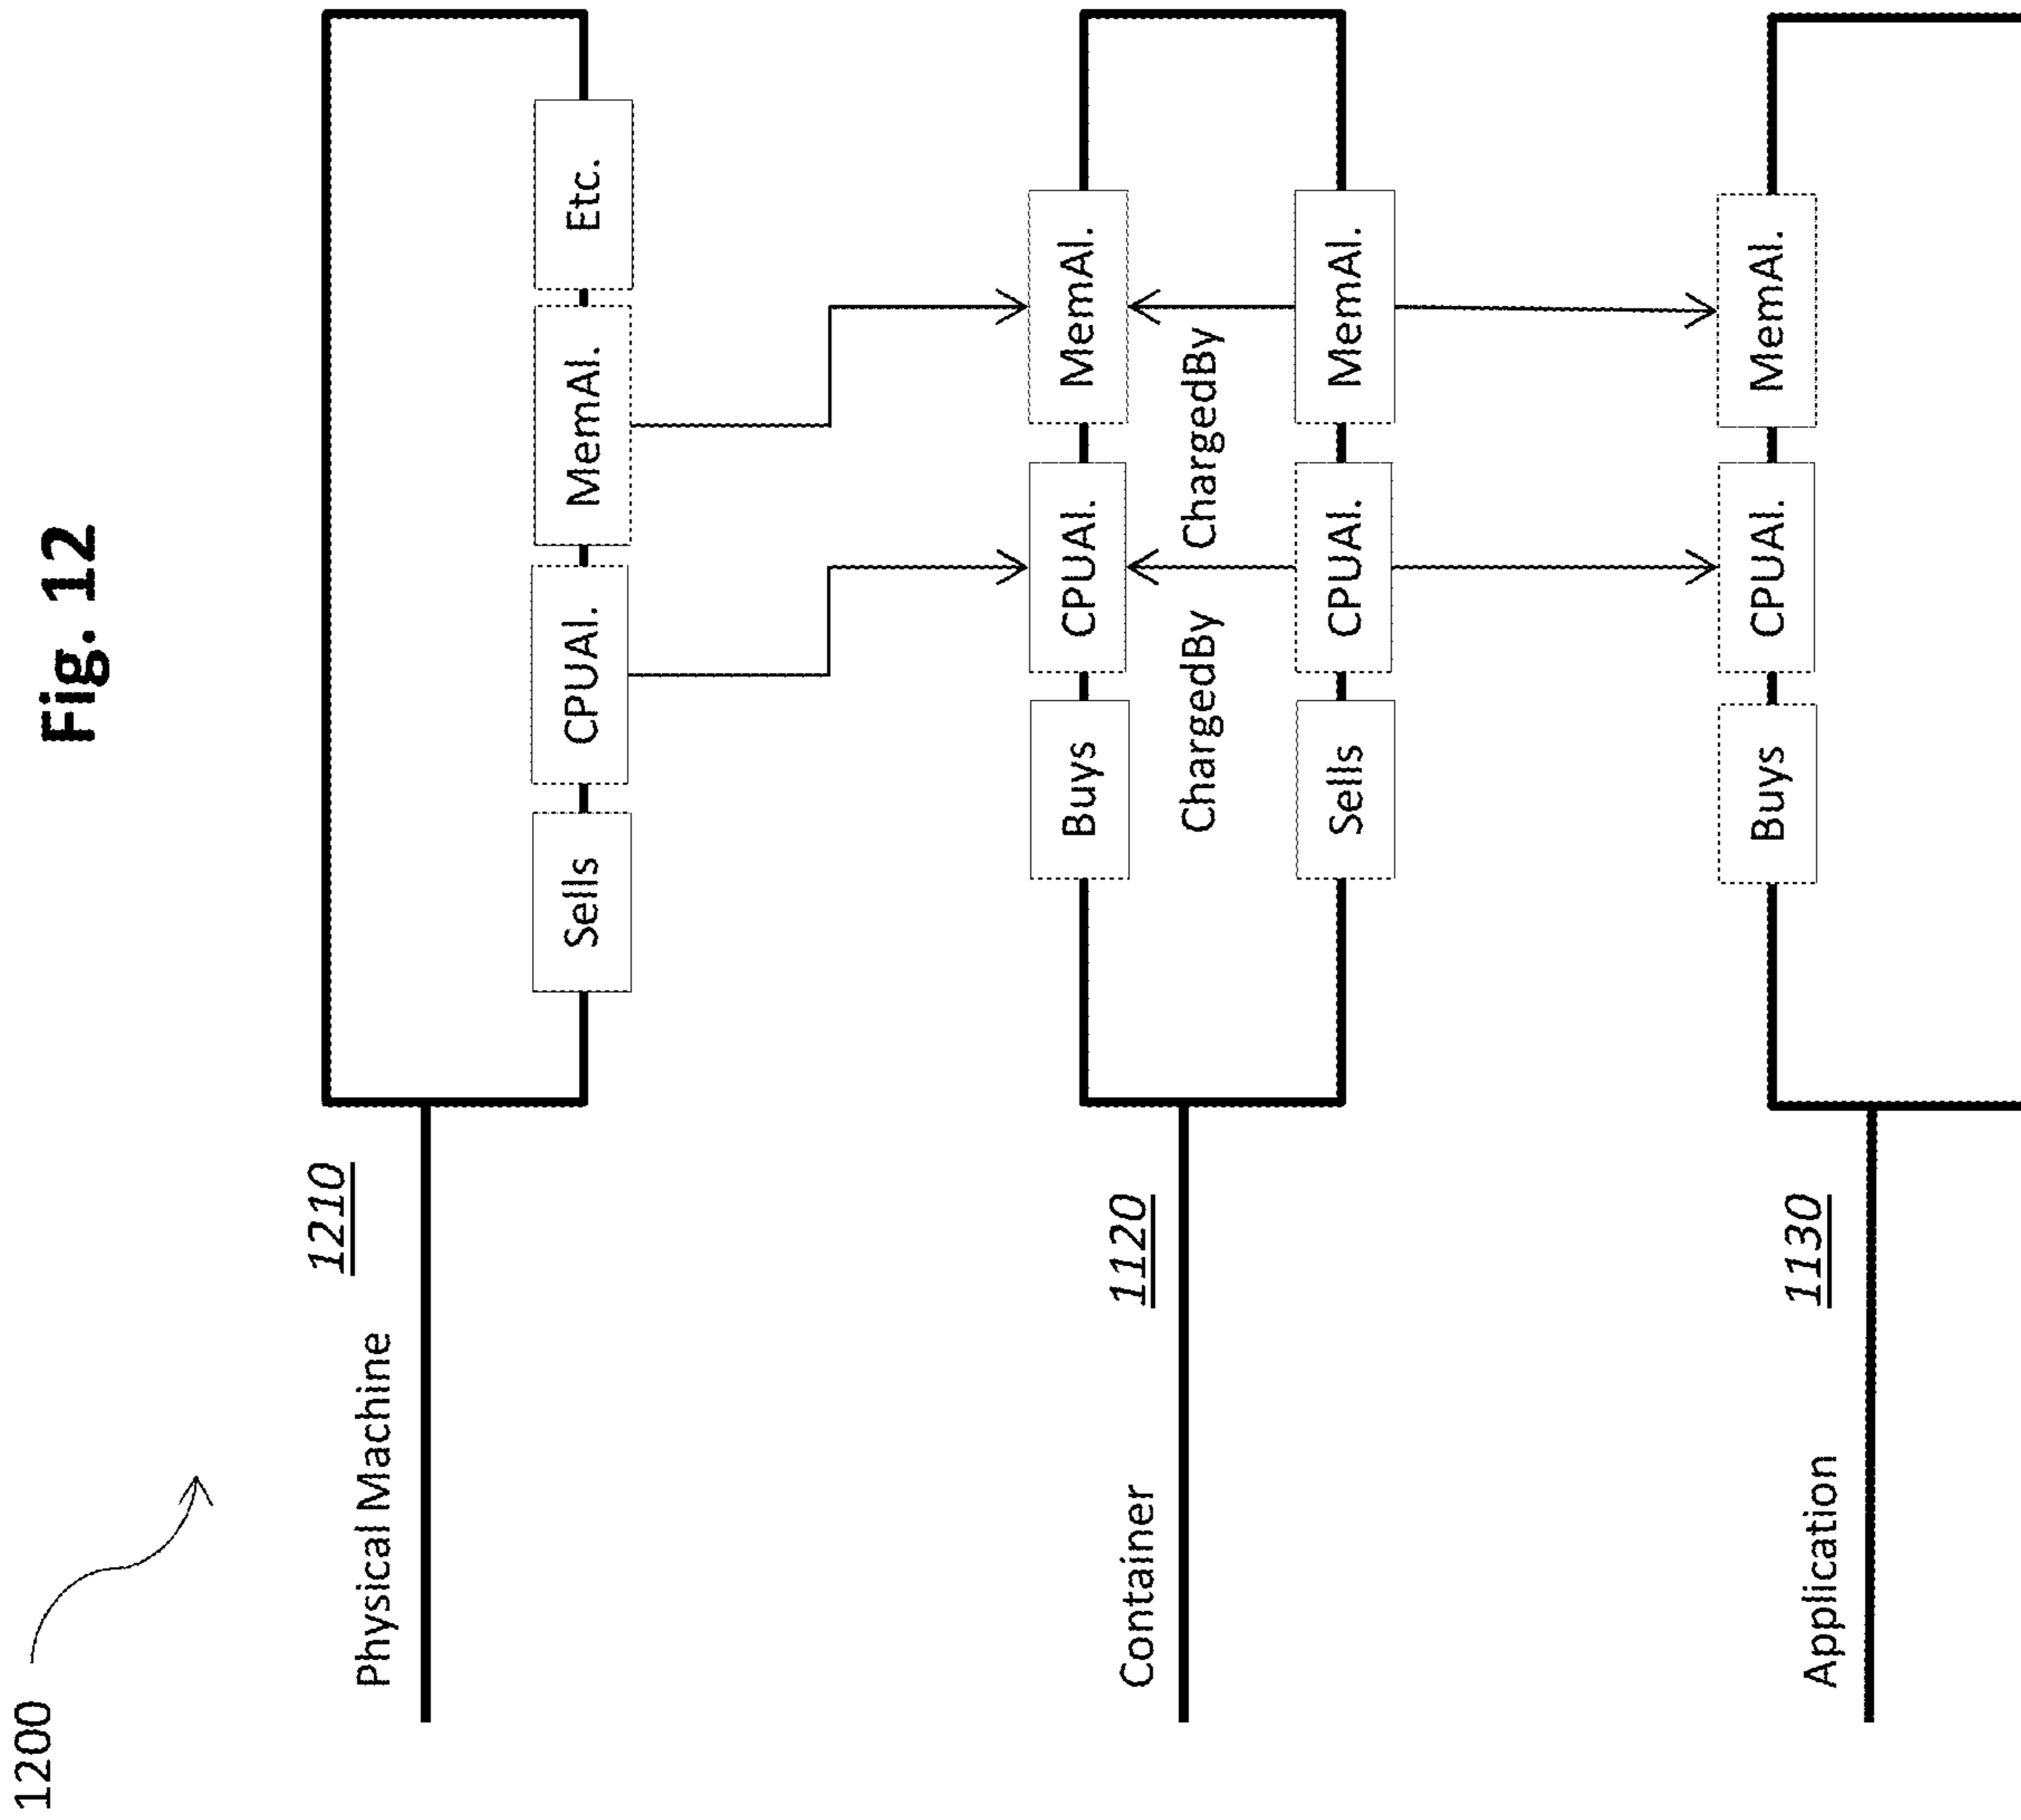 Fig. 12
1200
Physical Machine
1210
Sells
CPUAl.
MemAl.
Etc.
Container
1120
Buys
CPUAl.
MemAl.
ChargedBy
ChargedBy
Sells
CPUAl.
MemAl.
Application
1130
Buys
CPUAl.
MemAl.